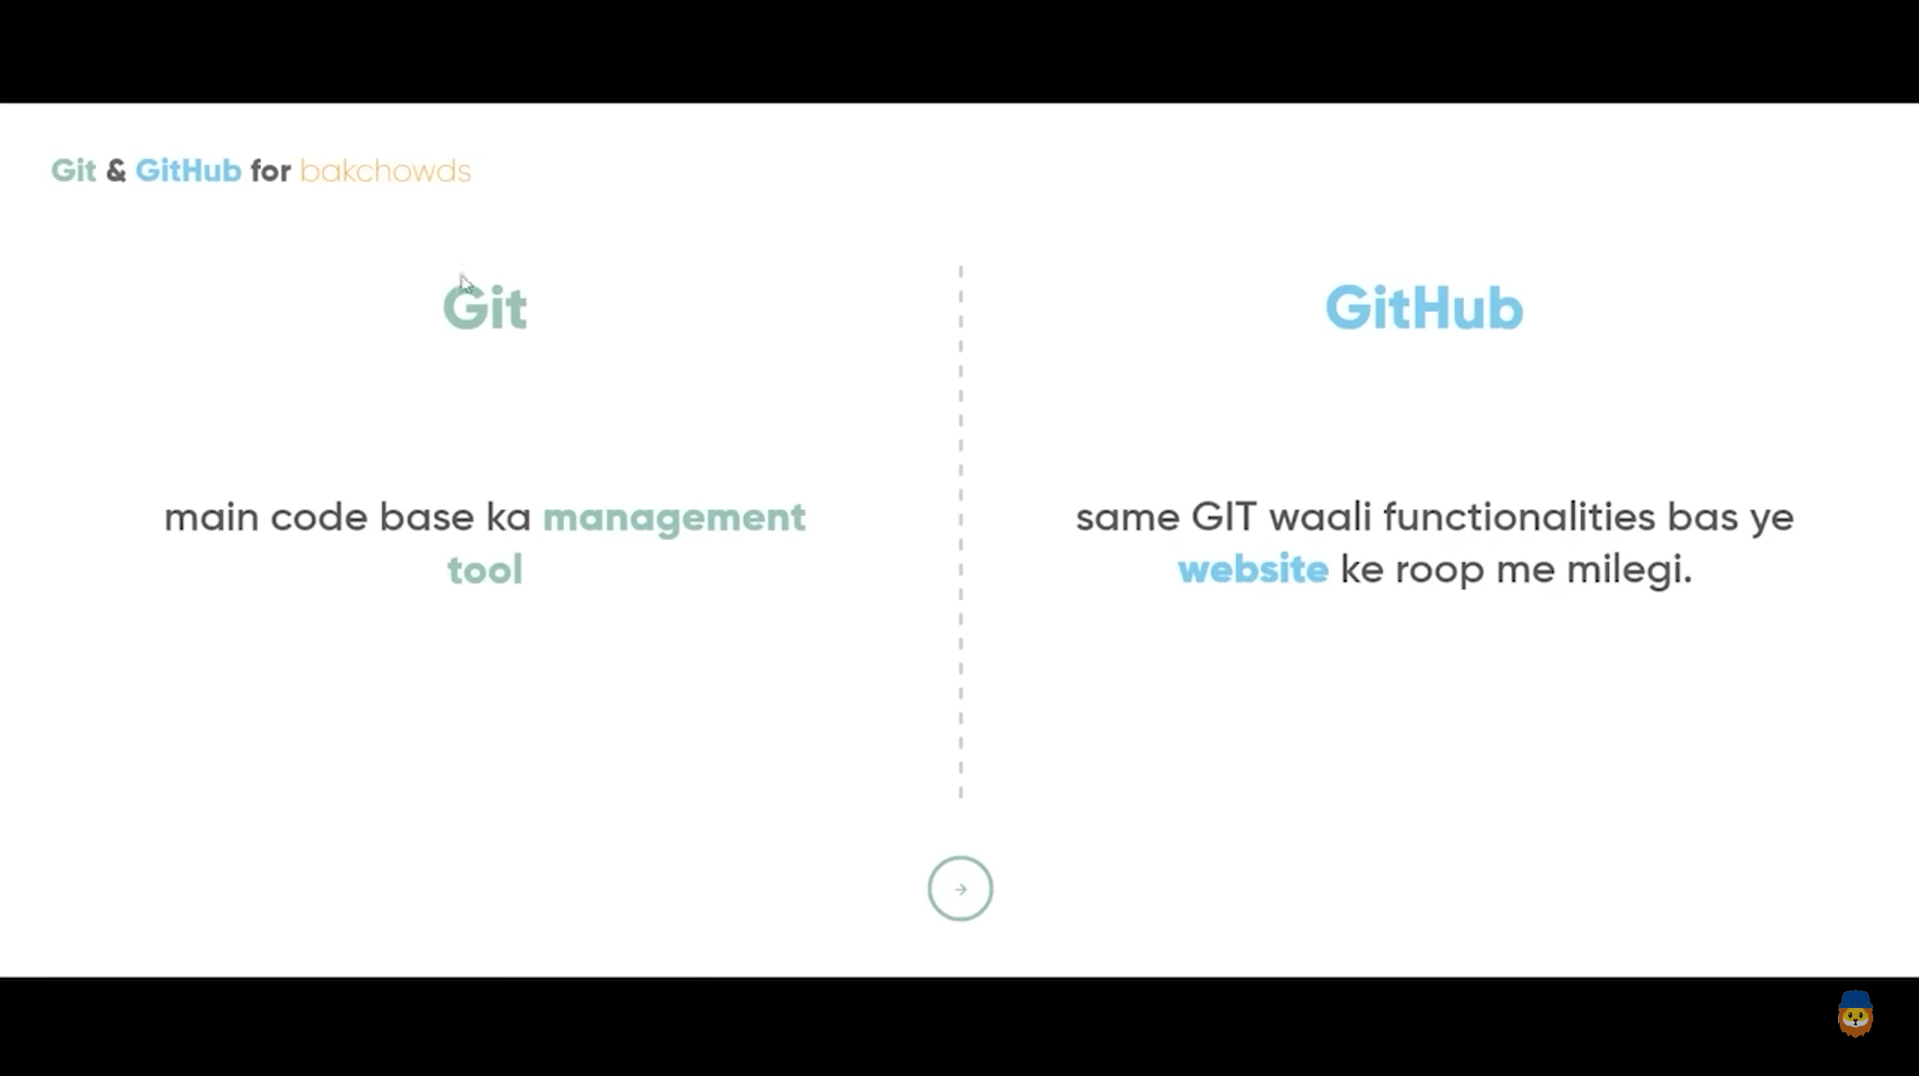 Git & GitHub for bakchowds
Git
main code base ka management
tool
GitHub
same GIT waali functionalities bas ye
website ke roop me milegi.